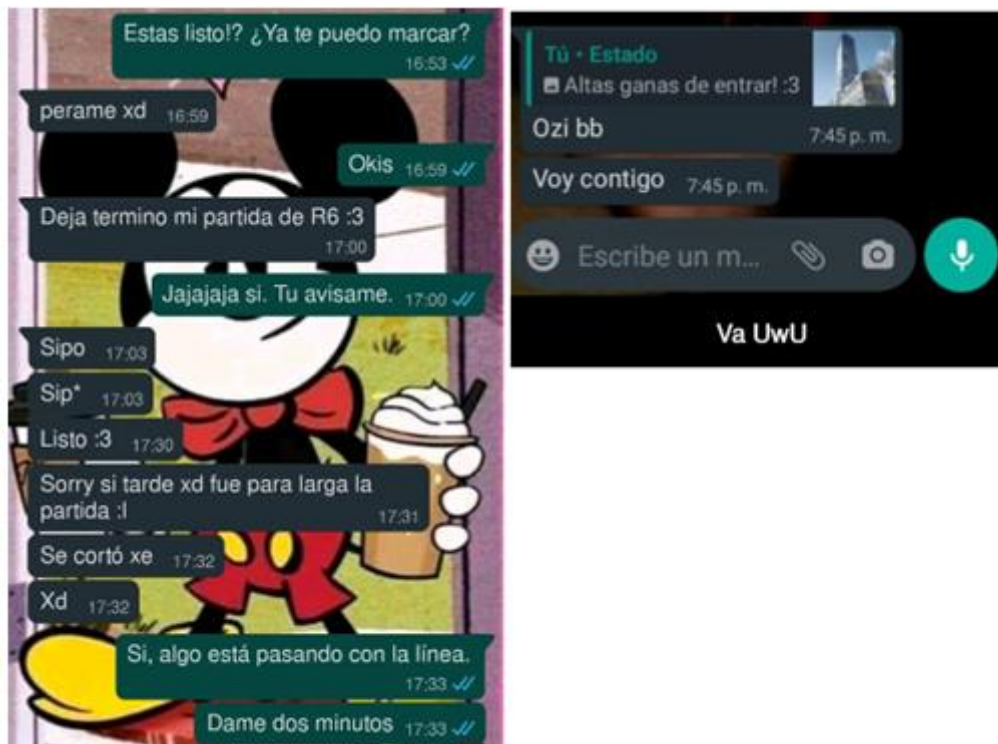 Estas listo!? ¿Ya te puedo marcar?
16:53
perame xd 16:59
Okis 16:59
Deja termino mi partida de R6 :3
17:00
Jajajaja si. Tu avisame. 17:00
Sipo 17:03
Sip* 17:03
Listo :3 17:30
Sorry si tarde xd fue para larga la
partida :l 17:31
Se cortó xe 17:32
Xd 17:32
Si, algo está pasando con la línea.
17:33
Dame dos minutos 17:33
Tú • Estado
Altas ganas de entrar! :3
Ozi bb 7:45 p. m.
Voy contigo 7:45 p. m.
Escribe un m...
Va UwU